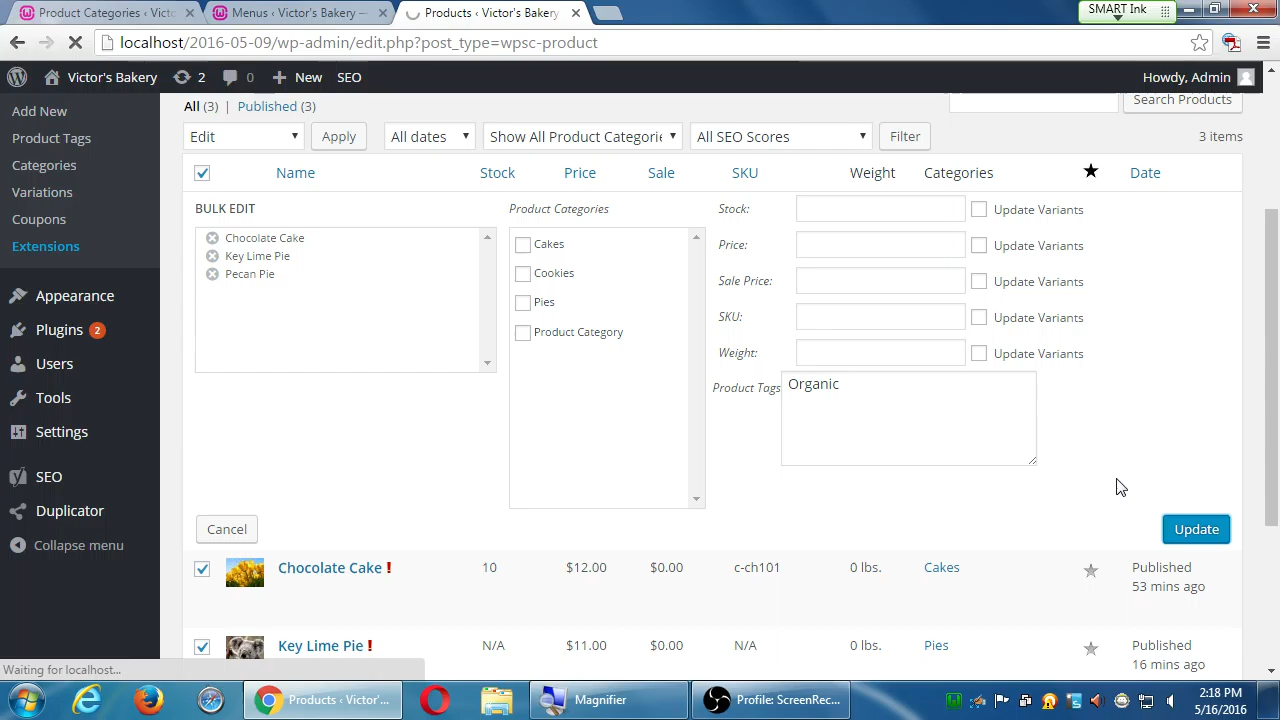 Product Categories ‹ Victo
Menus ‹ Victor's Bakery —
Products ‹ Victor's Bakery
SMART Ink
localhost/2016-05-09/wp-admin/edit.php?post_type=wpsc-product
Victor's Bakery
2
0
New
SEO
Howdy, Admin
Add New
Product Tags
Categories
Variations
Coupons
Extensions
Appearance
Plugins 2
Users
Tools
Settings
SEO
Duplicator
Collapse menu
All (3) | Published (3)
Search Products
Edit
Apply
All dates
Show All Product Categorie
All SEO Scores
Filter
3 items
Name Stock Price Sale SKU Weight Categories Date
BULK EDIT
Chocolate Cake
Key Lime Pie
Pecan Pie
Product Categories
Cakes
Cookies
Pies
Product Category
Stock: Update Variants
Price: Update Variants
Sale Price: Update Variants
SKU: Update Variants
Weight: Update Variants
Product Tags Organic
Cancel
Update
Chocolate Cake ! 10 $12.00 $0.00 c-ch101 0 lbs. Cakes Published
53 mins ago
Key Lime Pie ! N/A $11.00 $0.00 N/A 0 lbs. Pies Published
16 mins ago
Waiting for localhost...
Products ‹ Victor'...
Magnifier
Profile: ScreenRec...
2:18 PM
5/16/2016